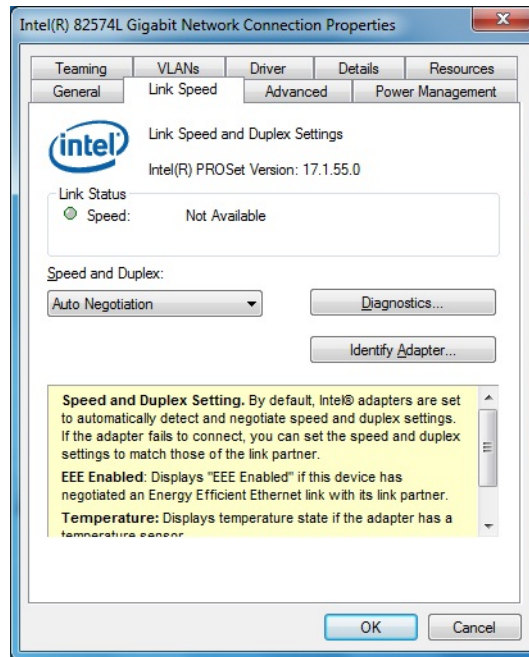 Intel(R) 82574L Gigabit Network Connection Properties
Teaming VLANs Driver Details Resources
General Link Speed Advanced Power Management
intel
Link Speed and Duplex Settings
Intel(R) PROSet Version: 17.1.55.0
Link Status
Speed: Not Available
Speed and Duplex:
Auto Negotiation
Diagnostics...
Identify Adapter...
Speed and Duplex Setting. By default, Intel® adapters are set
to automatically detect and negotiate speed and duplex settings.
If the adapter fails to connect, you can set the speed and duplex
settings to match those of the link partner.
EEE Enabled: Displays "EEE Enabled" if this device has
negotiated an Energy Efficient Ethernet link with its link partner.
Temperature: Displays temperature state if the adapter has a
temperature sensor
OK Cancel